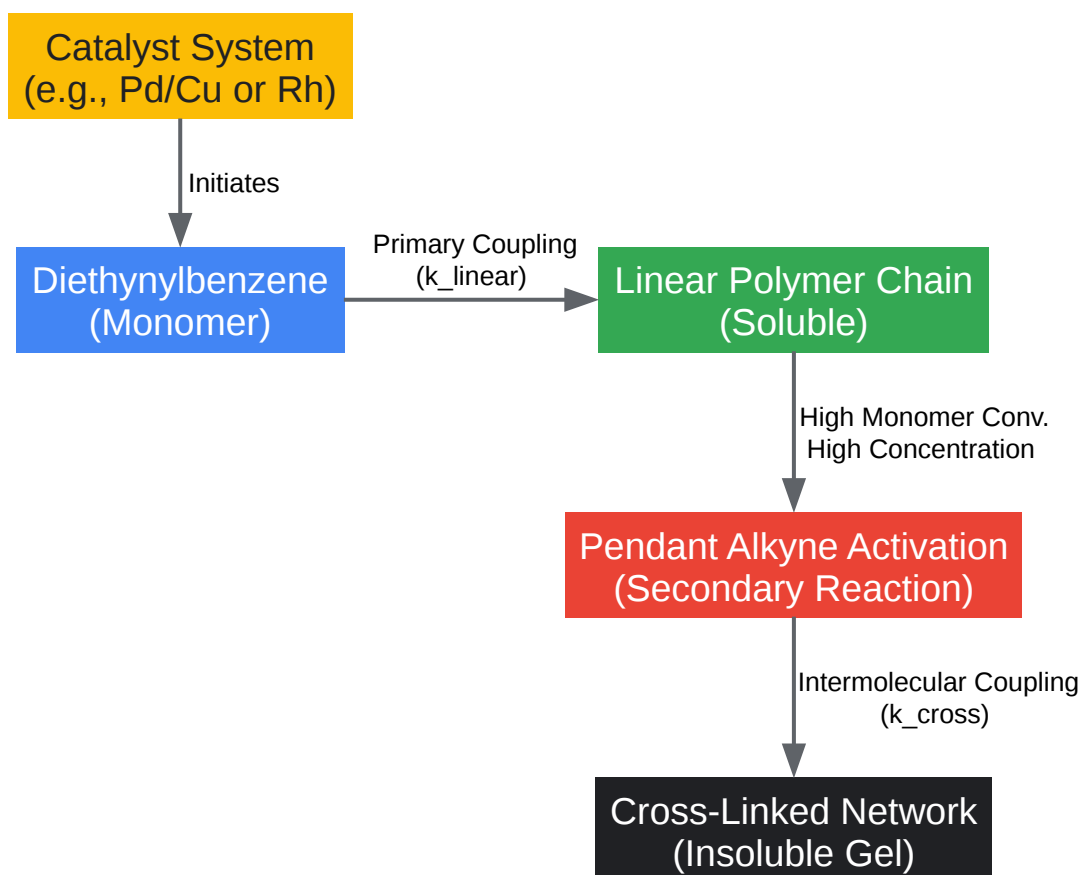 Catalyst System
(e.g., Pd/Cu or Rh)
Initiates
Diethynylbenzene
(Monomer)
Primary Coupling
(k_linear)
Linear Polymer Chain
(Soluble)
High Monomer Conv.
High Concentration
Pendant Alkyne Activation
(Secondary Reaction)
Intermolecular Coupling
(k_cross)
Cross-Linked Network
(Insoluble Gel)